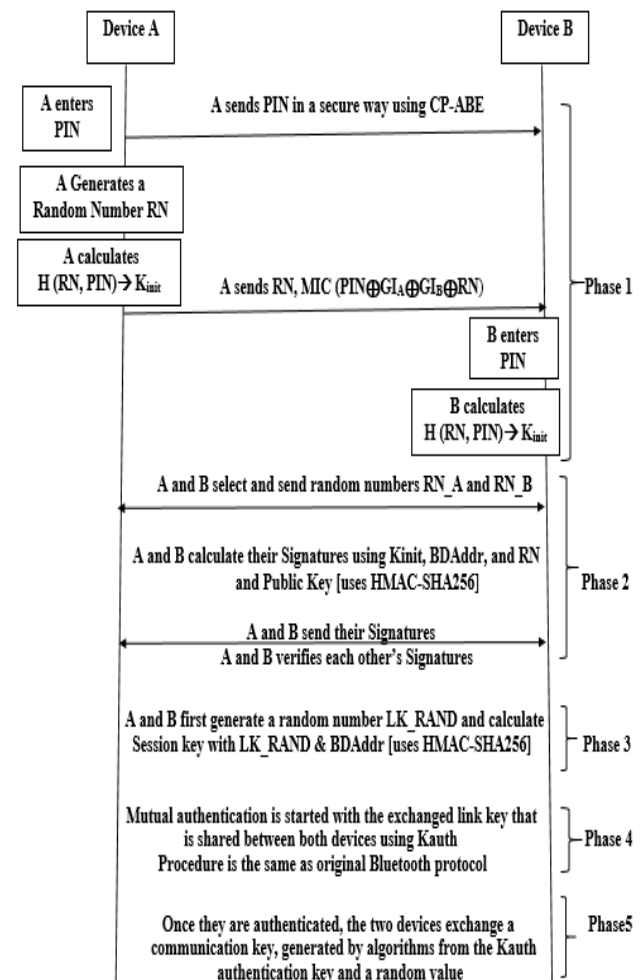 Device A
Device B
A enters
PIN
A sends PIN in a secure way using CP-ABE
A Generates a
Random Number RN
A calculates
H (RN, PIN)→ Kinit
A sends RN, MIC (PIN⊕GIA⊕GIB⊕RN)
Phase 1
B enters
PIN
B calculates
H (RN, PIN)→ Kinit
A and B select and send random numbers RN_A and RN_B
A and B calculate their Signatures using Kinit, BDAddr, and RN
and Public Key [uses HMAC-SHA256]
Phase 2
A and B send their Signatures
A and B verifies each other's Signatures
A and B first generate a random number LK_RAND and calculate
Session key with LK_RAND & BDAddr [uses HMAC-SHA256]
Phase 3
Mutual authentication is started with the exchanged link key that
is shared between both devices using Kauth
Procedure is the same as original Bluetooth protocol
Phase 4
Once they are authenticated, the two devices exchange a
communication key, generated by algorithms from the Kauth
authentication key and a random value
Phase5